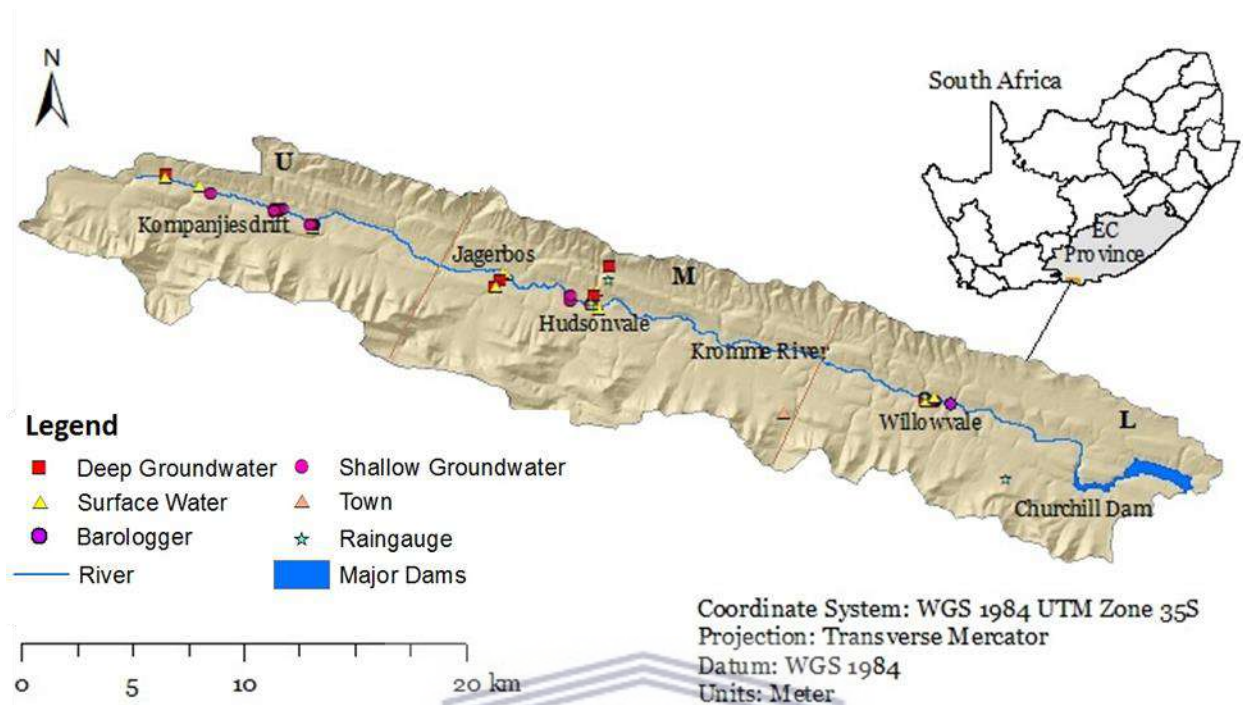 N
South Africa
U
EC
Province
Kompanjiesdrift
Jagerbos
M
Hudsonvale
Kromme River
Willowvale
L
Churchill Dam
Legend
Deep Groundwater
Shallow Groundwater
Surface Water
Town
Barologger
Raingauge
River
Major Dams
0 5 10 20 km
Coordinate System: WGS 1984 UTM Zone 35S
Projection: Transverse Mercator
Datum: WGS 1984
Units: Meter